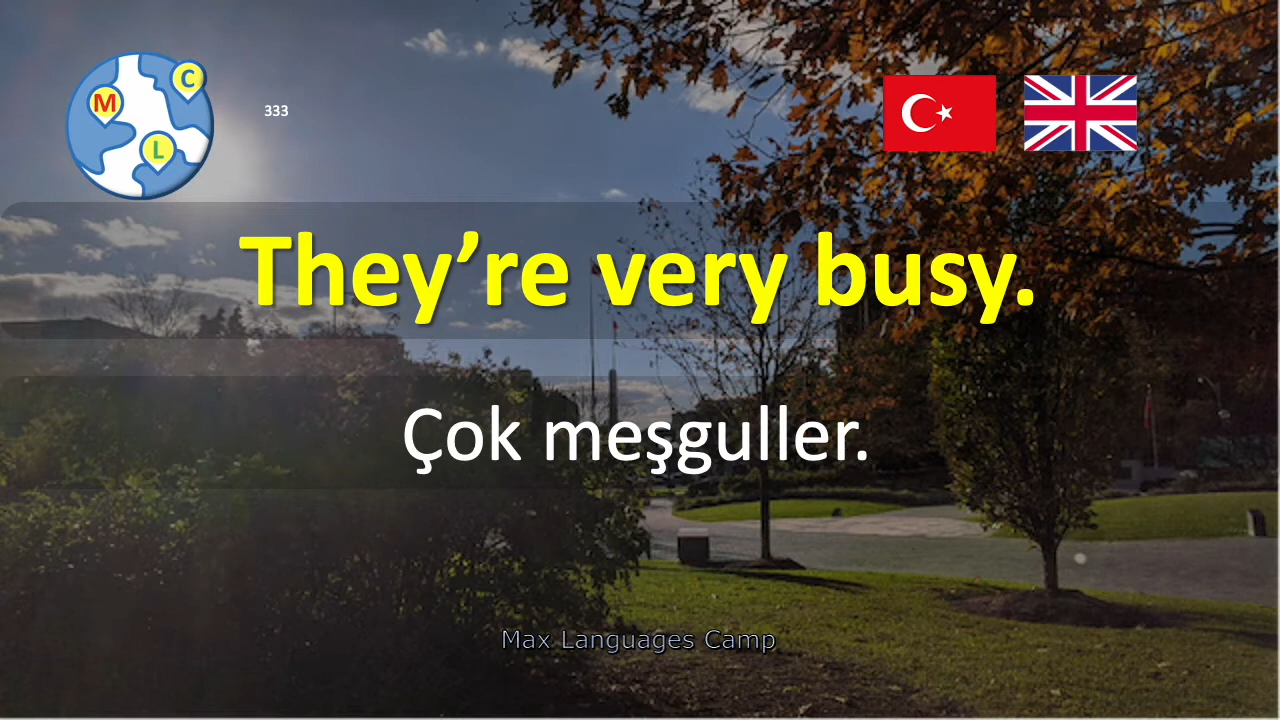 M
C
L
333
They’re very busy.
Çok meşguller.
Max Languages Camp